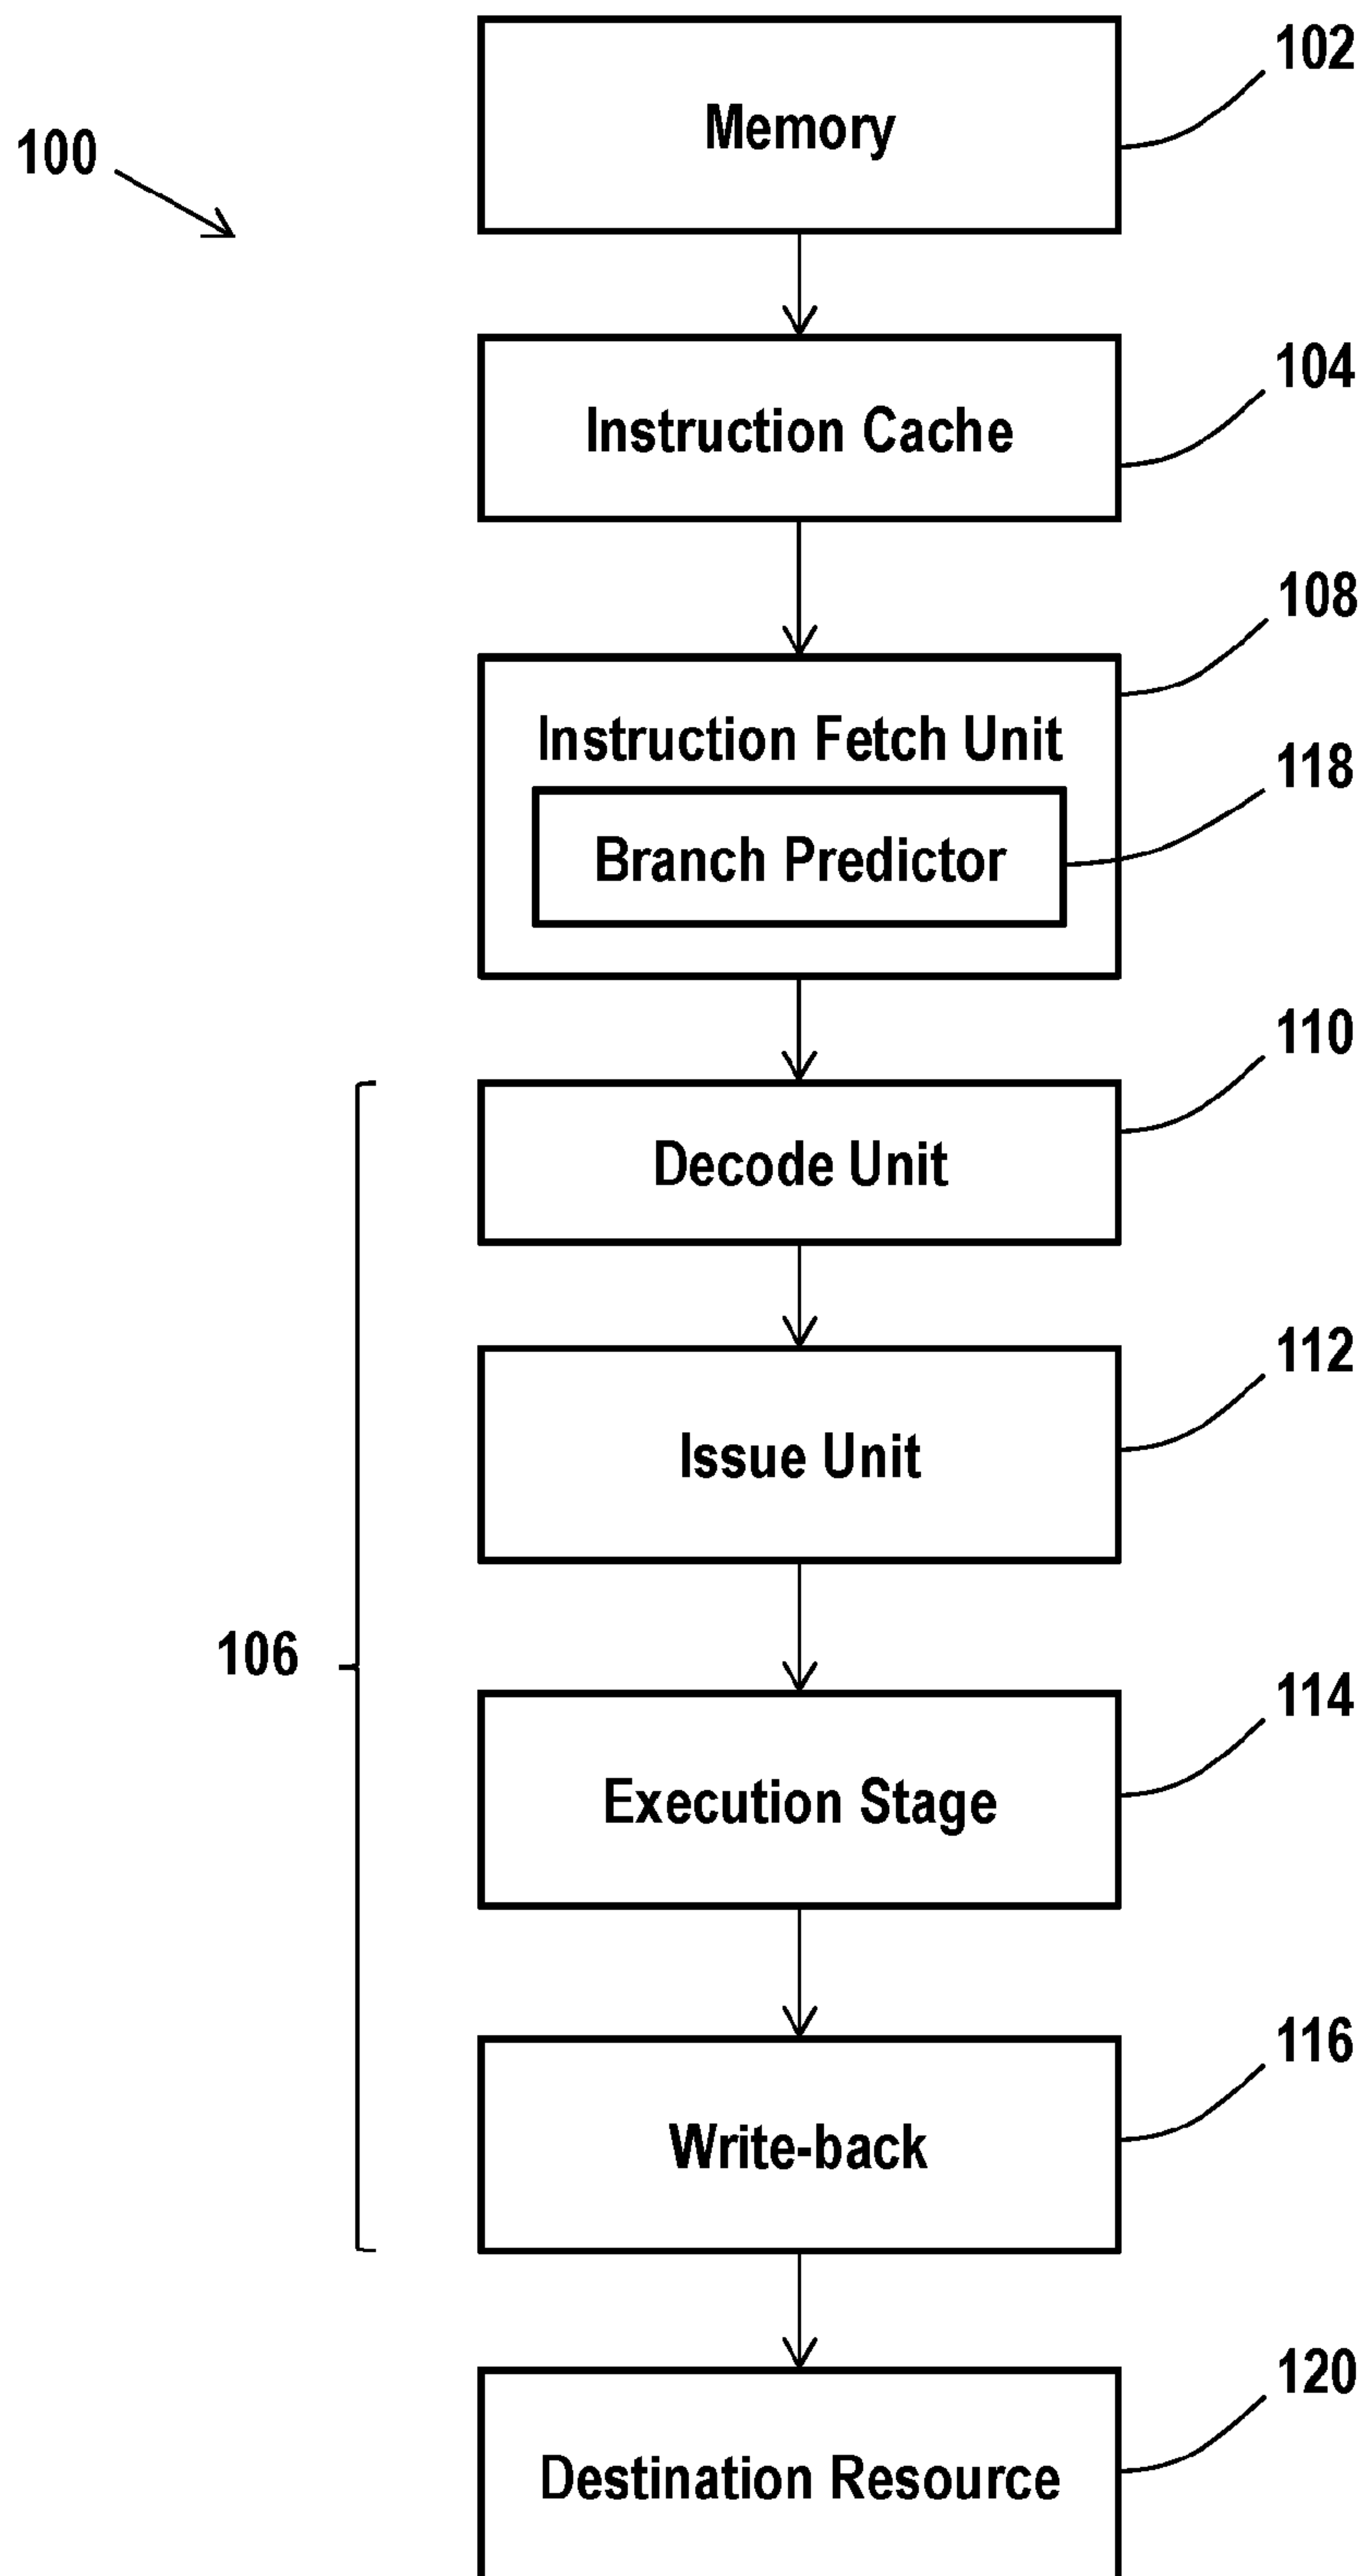 102
Memory
100
104
Instruction Cache
108
Instruction Fetch Unit
118
Branch Predictor
110
Decode Unit
112
Issue Unit
106
114
Execution Stage
116
Write-back
120
Destination Resource